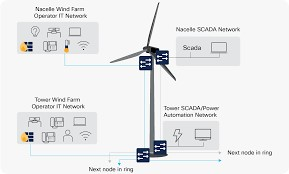 Nacelle Wind Farm
Operator IT Network
Nacelle SCADA Network
Scada
Tower Wind Farm
Operator IT Network
Tower SCADA/Power
Automation Network
Next node in ring
Next node in ring